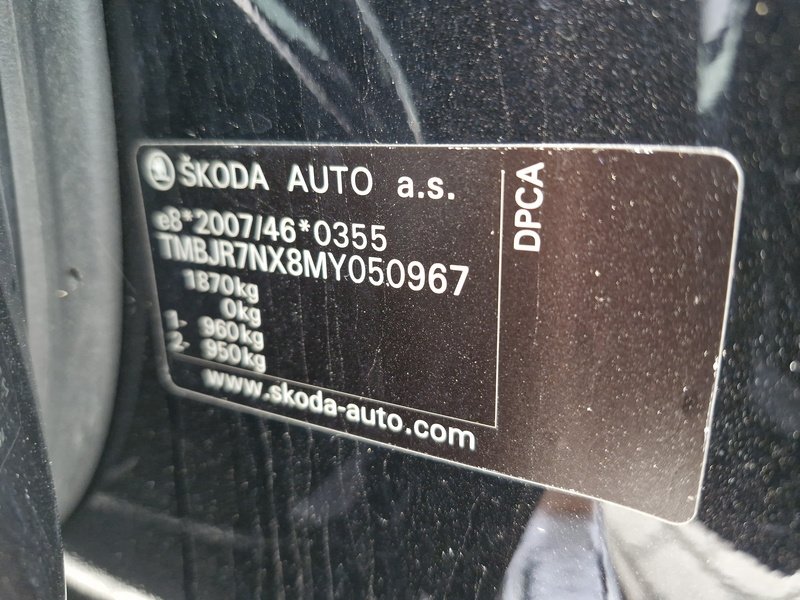 ŠKODA AUTO a.s.
e8*2007/46*0355
TMBJR7NX8MY050967
1870kg
0kg
1- 960kg
2- 950kg
www.skoda-auto.com
DPCA